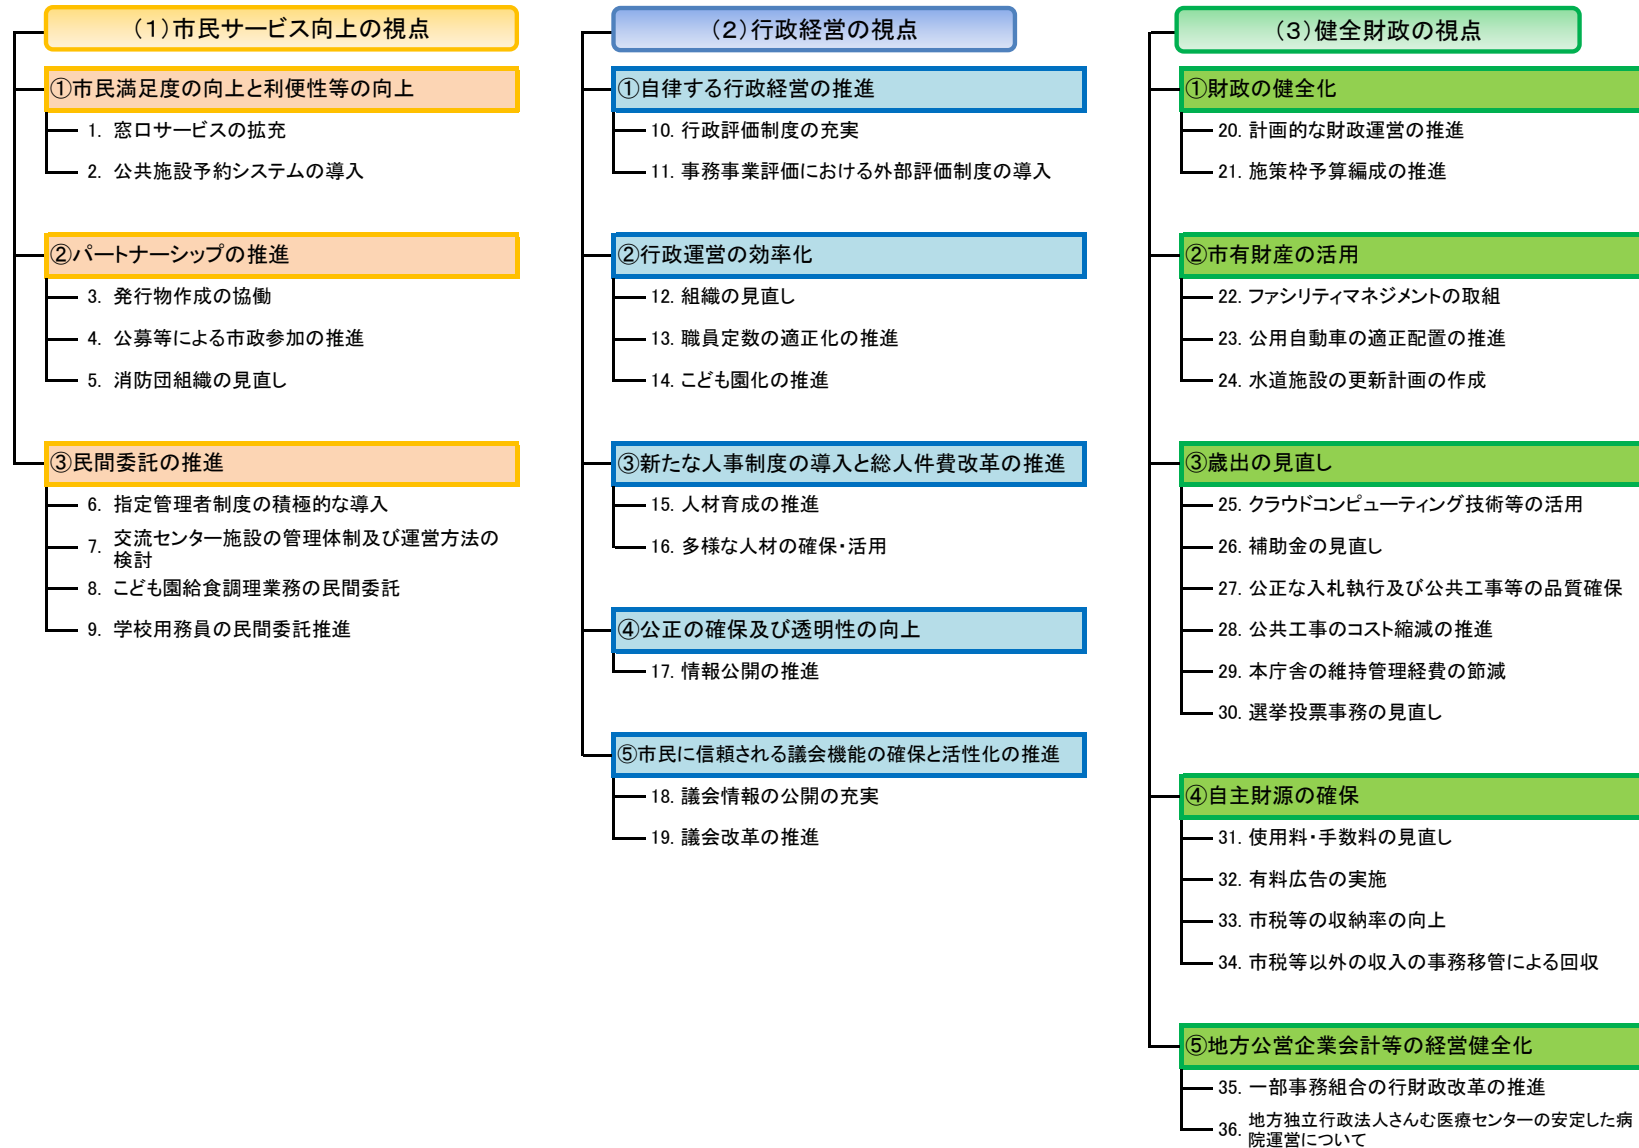 (1)市民サービス向上の視点
①市民満足度の向上と利便性等の向上
1. 窓口サービスの拡充
2. 公共施設予約システムの導入
②パートナーシップの推進
3. 発行物作成の協働
4. 公募等による市政参加の推進
5. 消防団組織の見直し
③民間委託の推進
6. 指定管理者制度の積極的な導入
7. 交流センター施設の管理体制及び運営方法の
検討
8. こども園給食調理業務の民間委託
9. 学校用務員の民間委託推進
(2)行政経営の視点
①自律する行政経営の推進
10. 行政評価制度の充実
11. 事務事業評価における外部評価制度の導入
②行政運営の効率化
12. 組織の見直し
13. 職員定数の適正化の推進
14. こども園化の推進
③新たな人事制度の導入と総人件費改革の推進
15. 人材育成の推進
16. 多様な人材の確保・活用
④公正の確保及び透明性の向上
17. 情報公開の推進
⑤市民に信頼される議会機能の確保と活性化の推進
18. 議会情報の公開の充実
19. 議会改革の推進
(3)健全財政の視点
①財政の健全化
20. 計画的な財政運営の推進
21. 施策枠予算編成の推進
②市有財産の活用
22. ファシリティマネジメントの取組
23. 公用自動車の適正配置の推進
24. 水道施設の更新計画の作成
③歳出の見直し
25. クラウドコンピューティング技術等の活用
26. 補助金の見直し
27. 公正な入札執行及び公共工事等の品質確保
28. 公共工事のコスト縮減の推進
29. 本庁舎の維持管理経費の節減
30. 選挙投票事務の見直し
④自主財源の確保
31. 使用料・手数料の見直し
32. 有料広告の実施
33. 市税等の収納率の向上
34. 市税等以外の収入の事務移管による回収
⑤地方公営企業会計等の経営健全化
35. 一部事務組合の行財政改革の推進
36. 地方独立行政法人さんむ医療センターの安定した病
院運営について